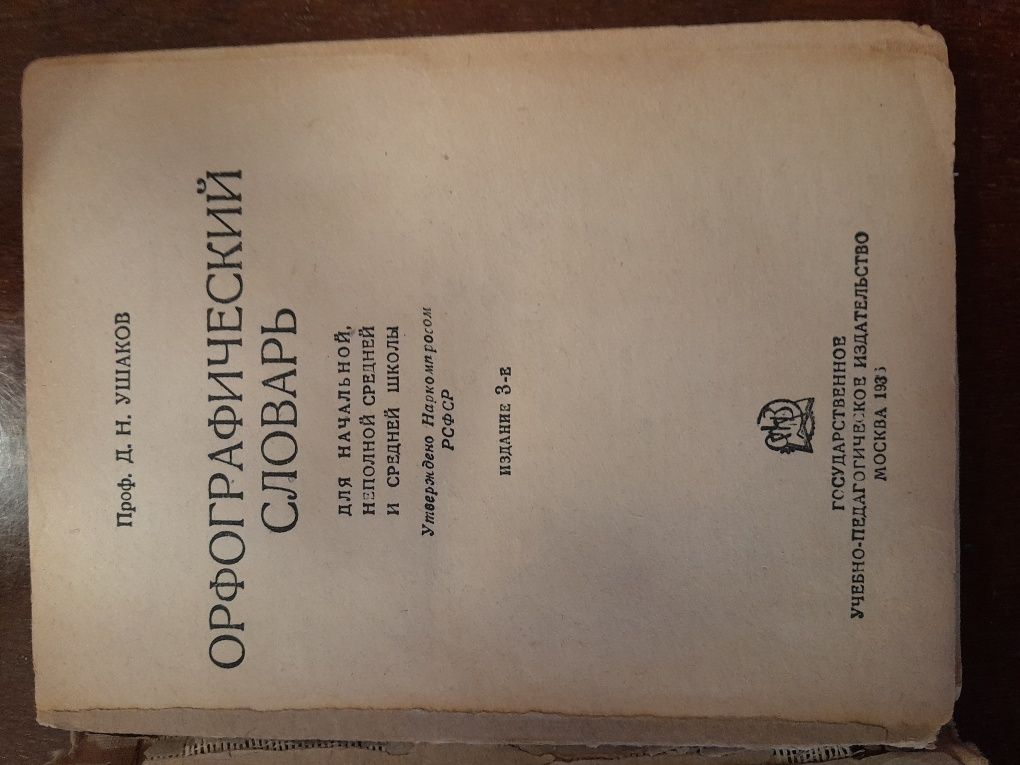 Проф. Д. Н. УШАКОВ
ОРФОГРАФИЧЕСКИЙ
СЛОВАРЬ
ДЛЯ НАЧАЛЬНОЙ,
НЕПОЛНОЙ СРЕДНЕЙ
И СРЕДНЕЙ ШКОЛЫ
Утверждено Наркомпросом
РСФСР
ИЗДАНИЕ 3-е
ГОСУДАРСТВЕННОЕ
УЧЕБНО-ПЕДАГОГИЧЕСКОЕ ИЗДАТЕЛЬСТВО
МОСКВА